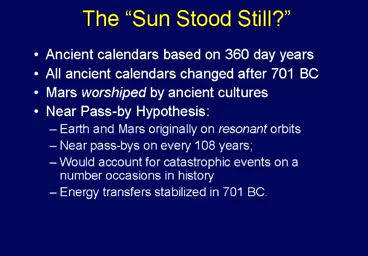 The “Sun Stood Still?”
• Ancient calendars based on 360 day years
• All ancient calendars changed after 701 BC
• Mars worshiped by ancient cultures
• Near Pass-by Hypothesis:
– Earth and Mars originally on resonant orbits
– Near pass-bys on every 108 years;
– Would account for catastrophic events on a
number occasions in history
– Energy transfers stabilized in 701 BC.